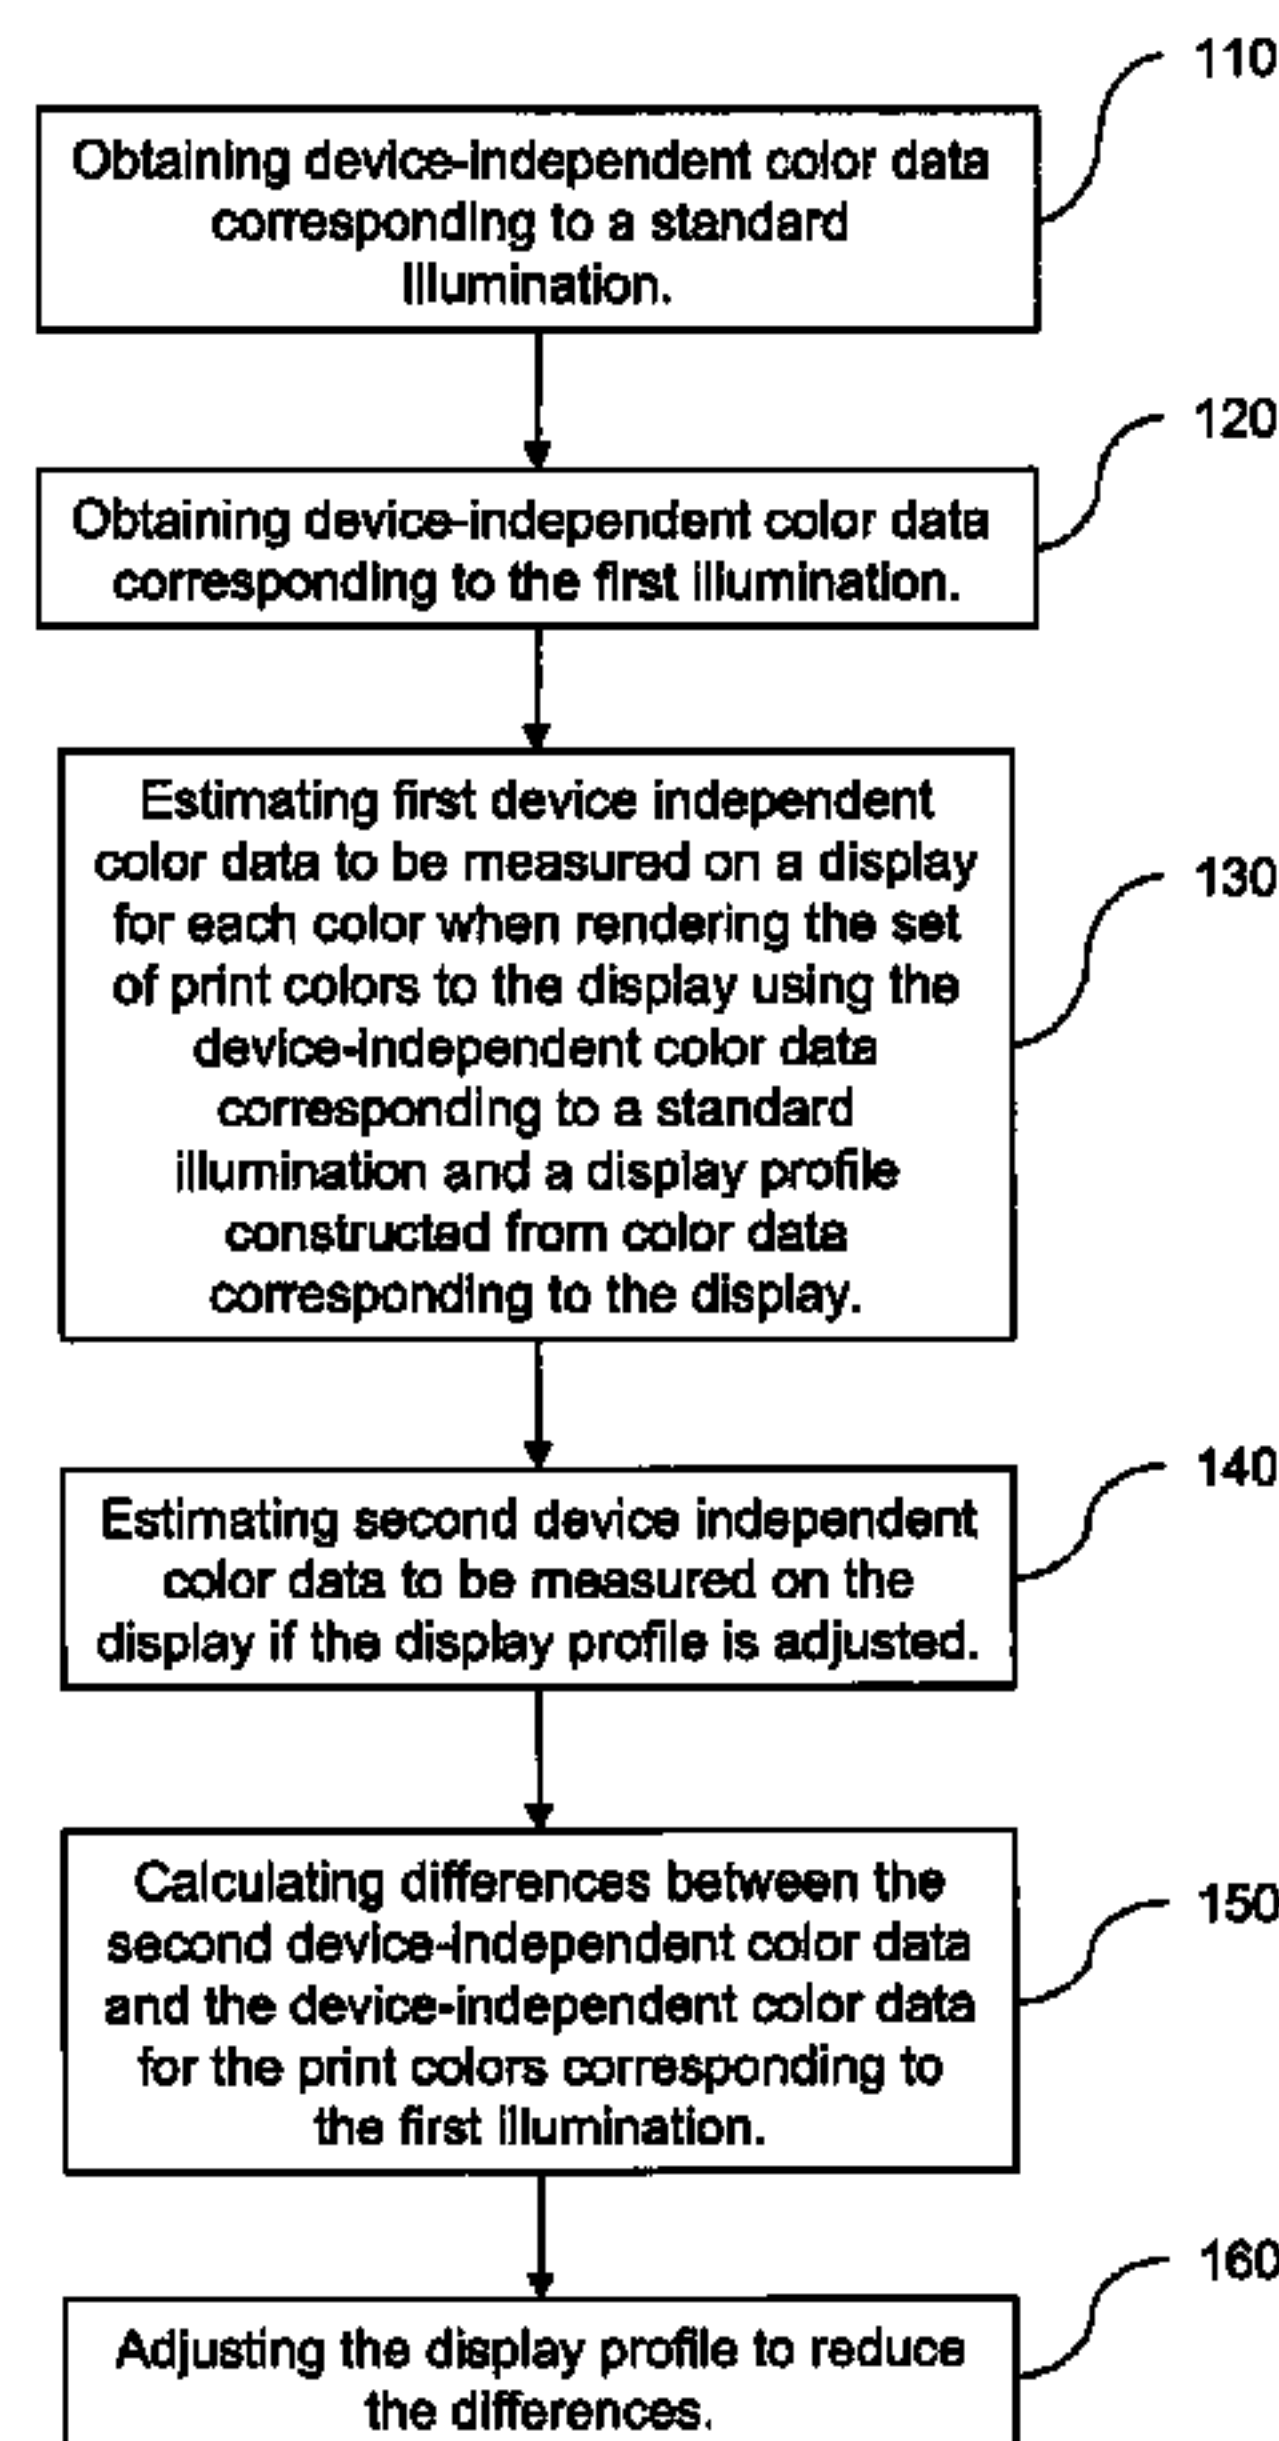 110
Obtaining device-independent color data
corresponding to a standard
illumination.
120
Obtaining device-independent color data
corresponding to the first illumination.
Estimating first device independent
color data to be measured on a display
130
for each color when rendering the set
of print colors to the display using the
device-independent color data
corresponding to a standard
illumination and a display profile
constructed from color data
corresponding to the display.
140
Estimating second device independent
color data to be measured on the
display if the display profile is adjusted.
Calculating differences between the
150
second device-independent color data
and the device-independent color data
for the print colors corresponding to
the first illumination.
160
Adjusting the display profile to reduce
the differences.